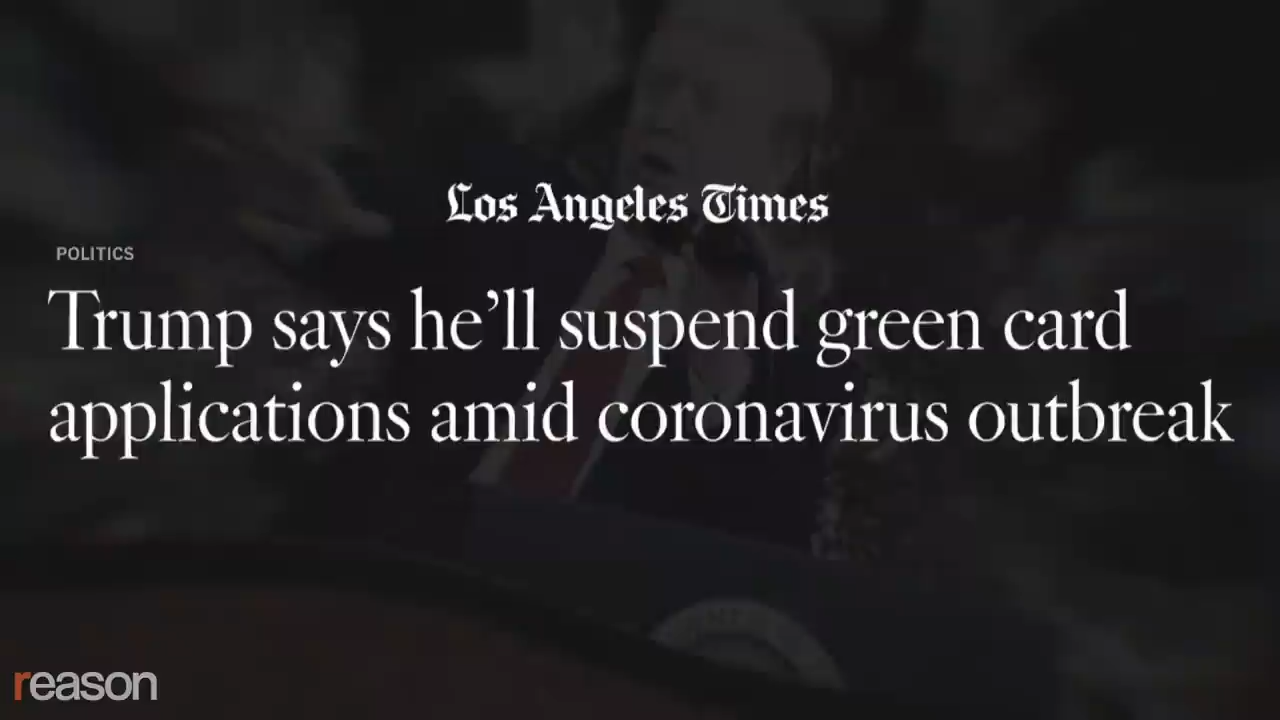 Los Angeles Times
POLITICS
Trump says he’ll suspend green card
applications amid coronavirus outbreak
reason